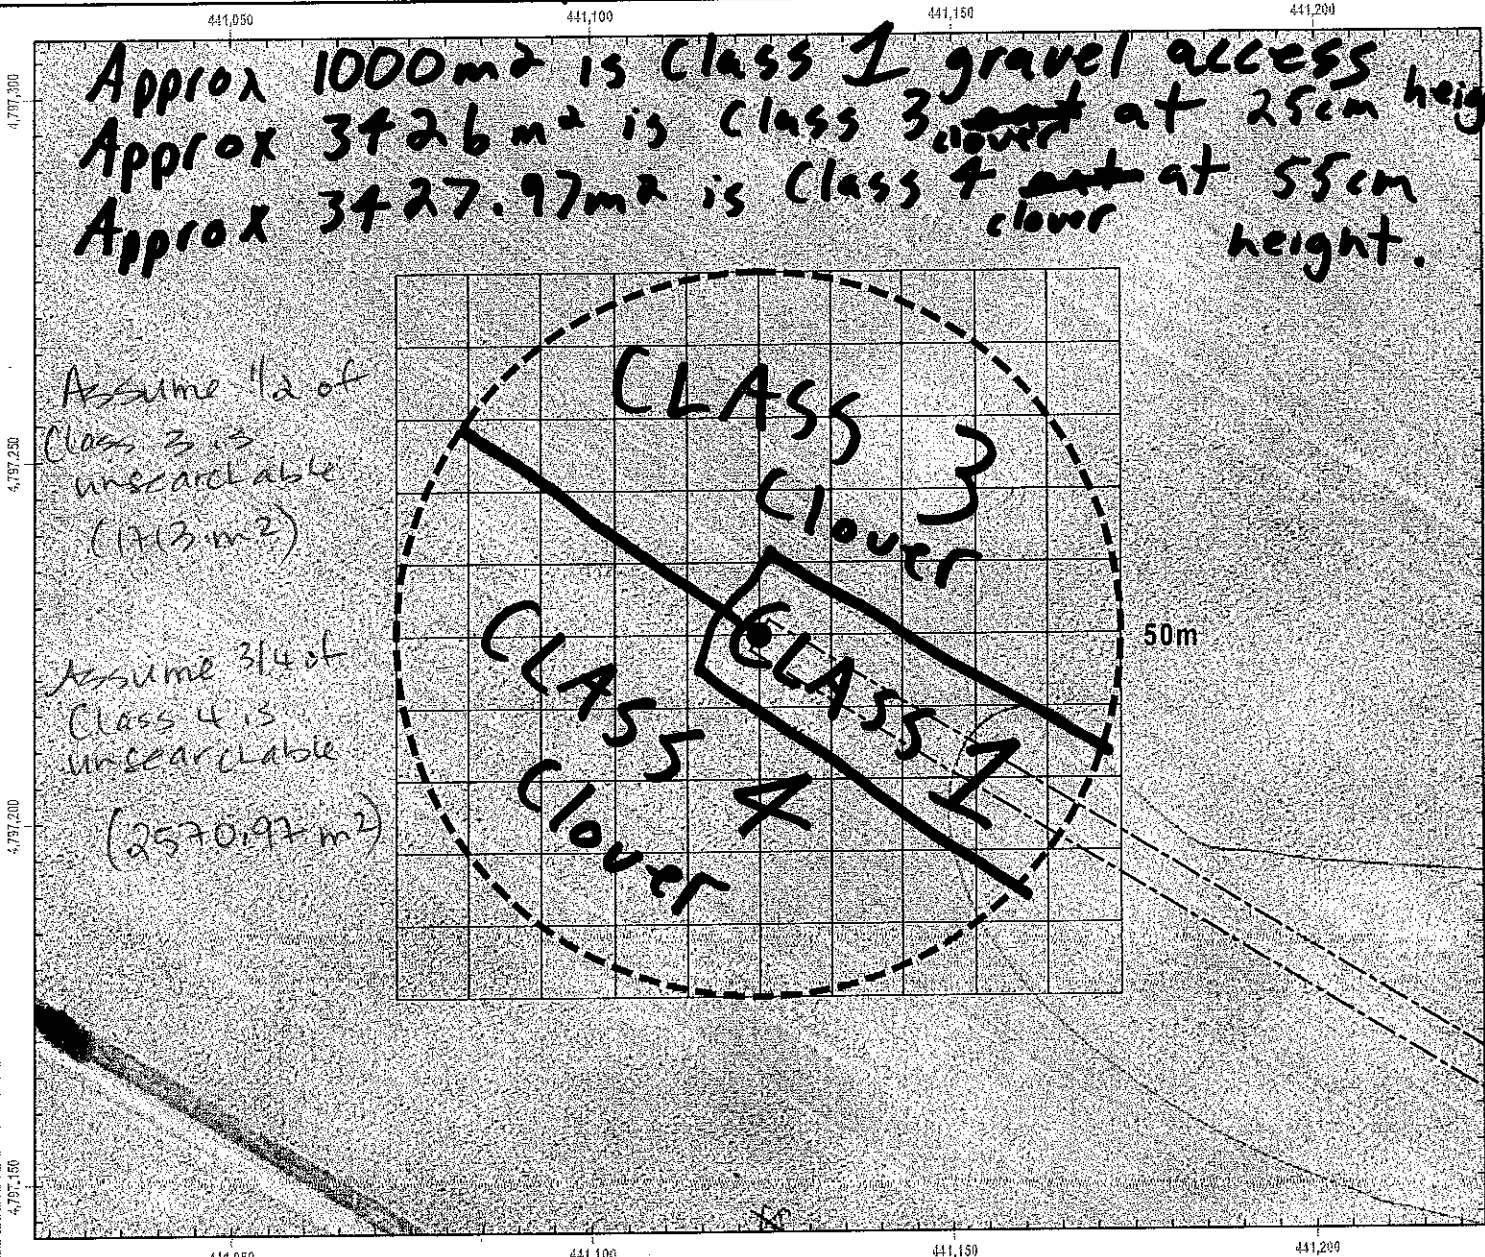 441,050 441,100 441,150 441,200
Approx 1000m² is Class 1 gravel access
Approx 3426m² is Class 3 clover at 25cm heig
Approx 3427.97m² is Class 4 clover at 55cm
height.
4,797,300
4,797,250
4,797,200
4,797,150
Assume 1/2 of
Class 3 is
unsearchable
(1713 m²)
CLASS
3
Clover
50m
CLASS 1
CLASS
4
Clover
Assume 3/4 of
Class 4 is
unsearchable
(2570.97 m²)
441,050 441,100 441,150 441,200